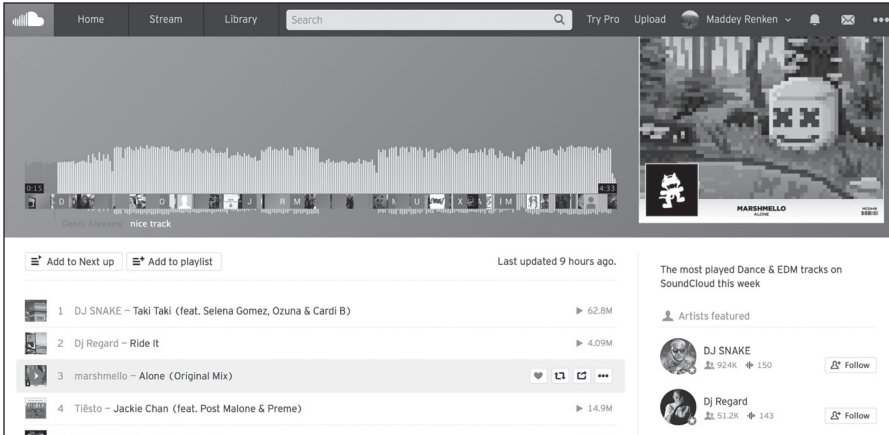 Home Stream Library Search Try Pro Upload Maddey Renken
0:15
4:33
D O J R M M U X A I M
Denis Alexeew nice track
MARSHMELLO
ALONE
Add to Next up Add to playlist Last updated 9 hours ago.
1 DJ SNAKE – Taki Taki (feat. Selena Gomez, Ozuna & Cardi B) 62.8M
2 Dj Regard – Ride It 4.09M
3 marshmello – Alone (Original Mix)
4 Tiësto – Jackie Chan (feat. Post Malone & Preme) 14.9M
The most played Dance & EDM tracks on
SoundCloud this week
Artists featured
DJ SNAKE
924K 150 Follow
Dj Regard
51.2K 143 Follow